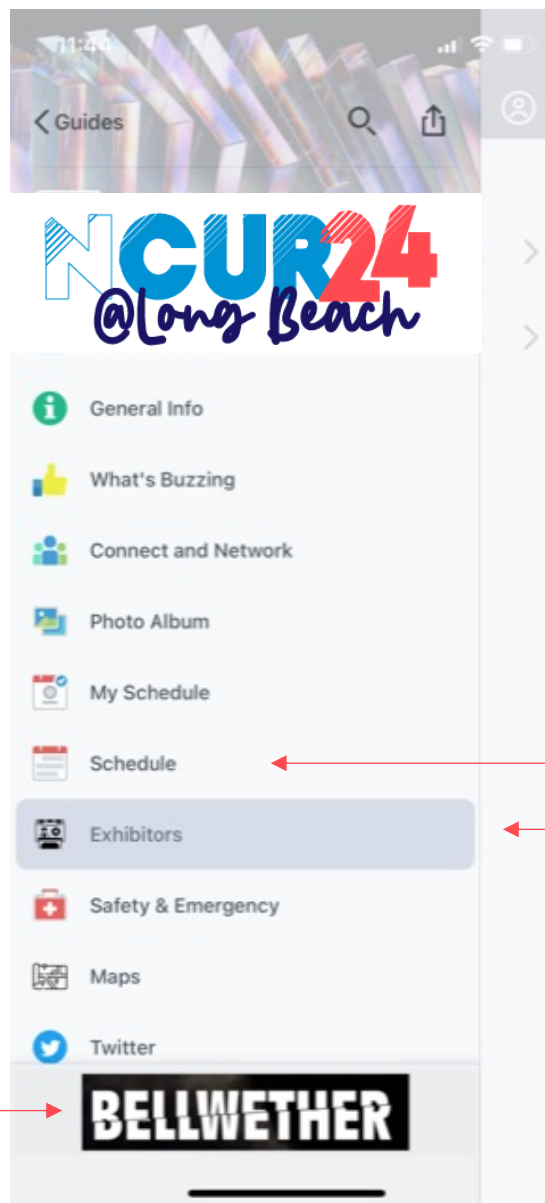 11:44
Guides
NCUR24
@Long Beach
General Info
What's Buzzing
Connect and Network
Photo Album
My Schedule
Schedule
Exhibitors
Safety & Emergency
Maps
Twitter
BELLWETHER